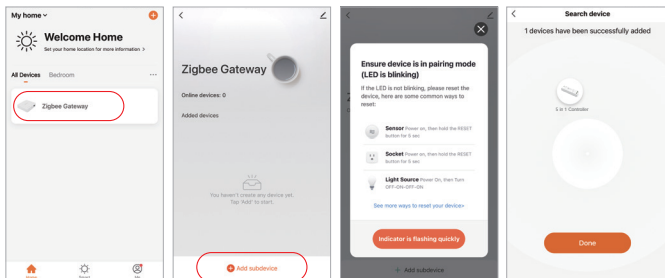 My home
Welcome Home
Set your home location for more information >
All Devices
Bedroom
...
Zigbee Gateway
Home
Smart
Me
Zigbee Gateway
Online devices: 0
Added devices
You haven't create any device yet.
Tap 'Add' to start.
Add subdevice
Ensure device is in pairing mode
(LED is blinking)
If the LED is not blinking, please reset the
device, here are some common ways to
reset:
Sensor Power on, then hold the RESET
button for 5 sec
Socket Power on, then hold the RESET
button for 5 sec
Light Source Power On, then Turn
OFF-ON-OFF-ON
See more ways to reset your device>
Indicator is flashing quickly
+ Add subdevice
Search device
1 devices have been successfully added
5 in 1 Controller
Done